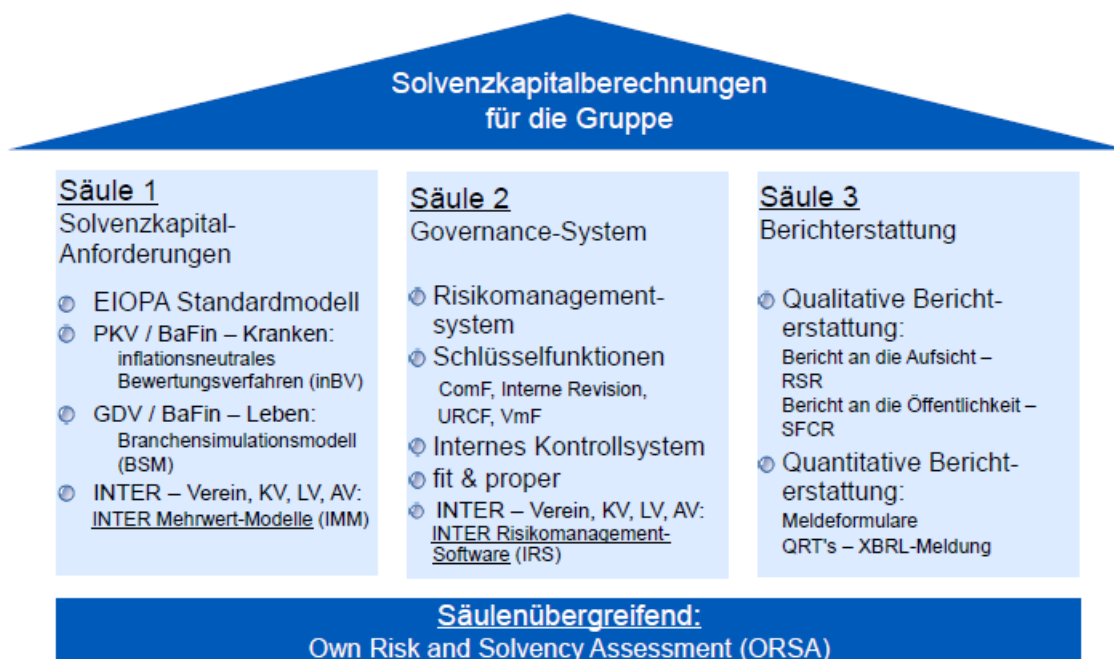 Solvenzkapitalberechnungen
für die Gruppe
Säule 1
Solvenzkapital-
Anforderungen
EIOPA Standardmodell
PKV / BaFin – Kranken:
inflationsneutrales
Bewertungsverfahren (inBV)
GDV / BaFin – Leben:
Branchensimulationsmodell
(BSM)
INTER – Verein, KV, LV, AV:
INTER Mehrwert-Modelle (IMM)
Säule 2
Governance-System
Risikomanagement-
system
Schlüsselfunktionen
ComF, Interne Revision,
URCF, VmF
Internes Kontrollsystem
fit & proper
INTER – Verein, KV, LV, AV:
INTER Risikomanagement-
Software (IRS)
Säule 3
Berichterstattung
Qualitative Bericht-
erstattung:
Bericht an die Aufsicht –
RSR
Bericht an die Öffentlichkeit –
SFCR
Quantitative Bericht-
erstattung:
Meldeformulare
QRT's – XBRL-Meldung
Säulenübergreifend:
Own Risk and Solvency Assessment (ORSA)